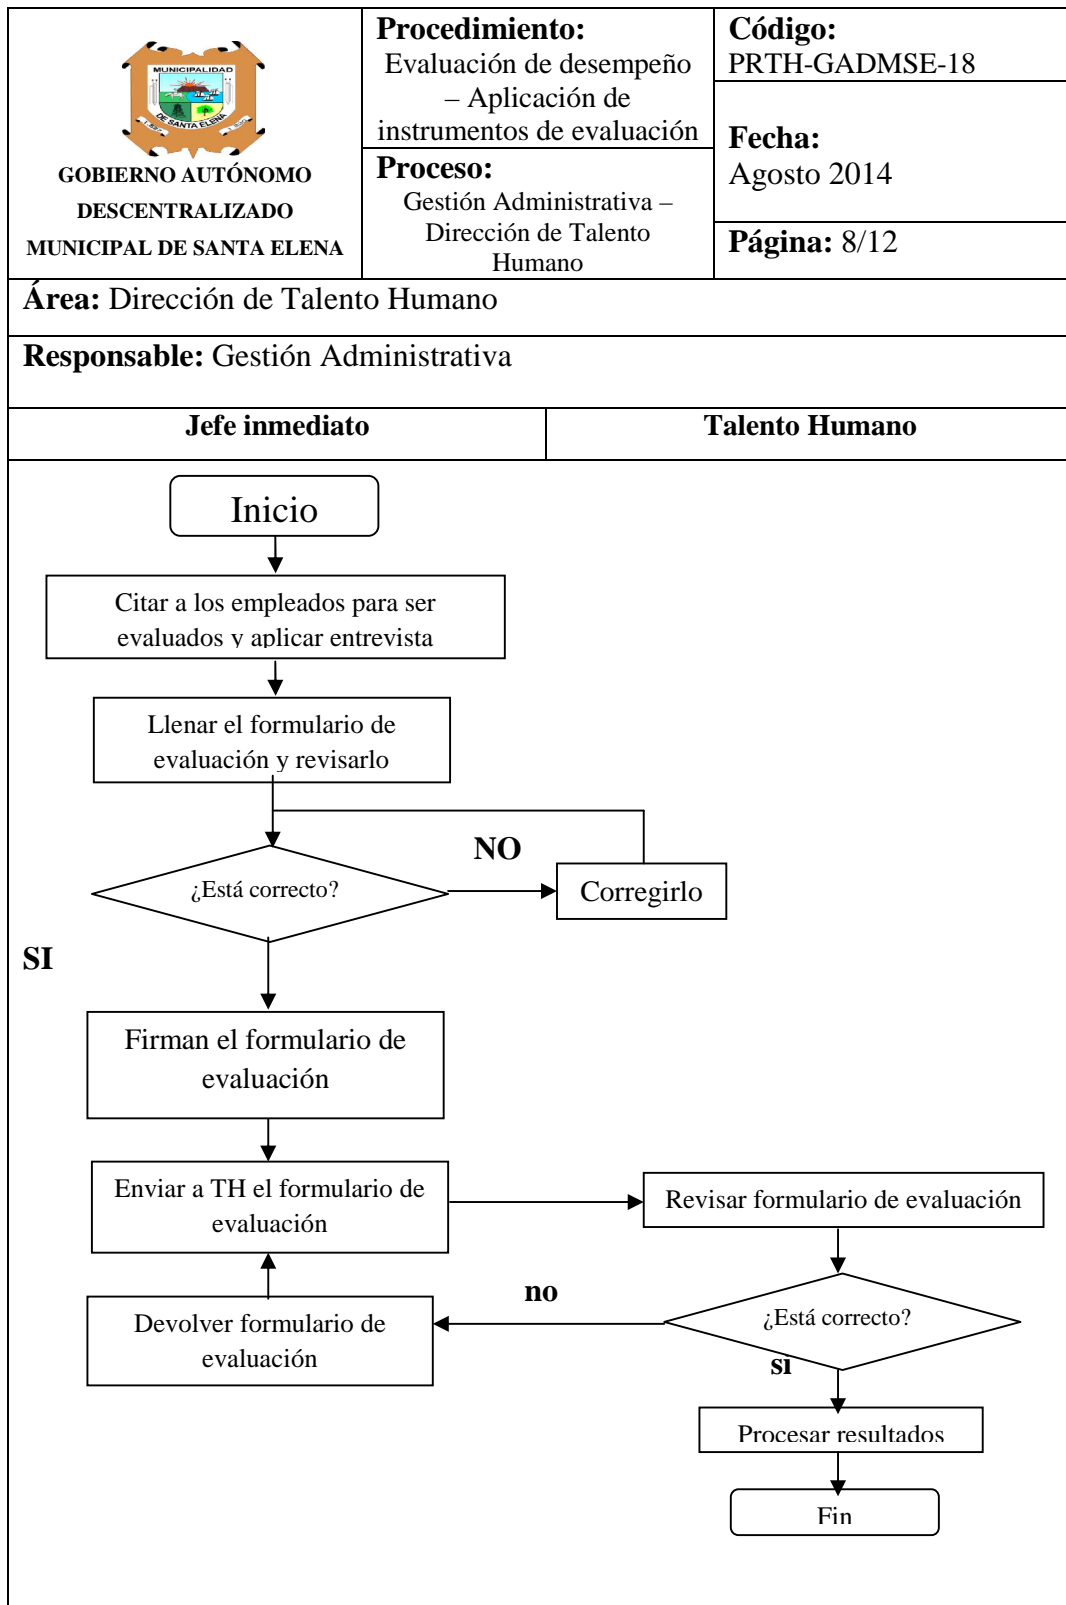 MUNICIPALIDAD
DE SANTA ELENA
GOBIERNO AUTÓNOMO
DESCENTRALIZADO
MUNICIPAL DE SANTA ELENA
Procedimiento:
Evaluación de desempeño
– Aplicación de
instrumentos de evaluación
Proceso:
Gestión Administrativa –
Dirección de Talento
Humano
Código:
PRTH-GADMSE-18
Fecha:
Agosto 2014
Página: 8/12
Área: Dirección de Talento Humano
Responsable: Gestión Administrativa
Jefe inmediato
Talento Humano
Inicio
Citar a los empleados para ser
evaluados y aplicar entrevista
Llenar el formulario de
evaluación y revisarlo
¿Está correcto?
NO
Corregirlo
SI
Firman el formulario de
evaluación
Enviar a TH el formulario de
evaluación
Revisar formulario de evaluación
¿Está correcto?
no
Devolver formulario de
evaluación
si
Procesar resultados
Fin